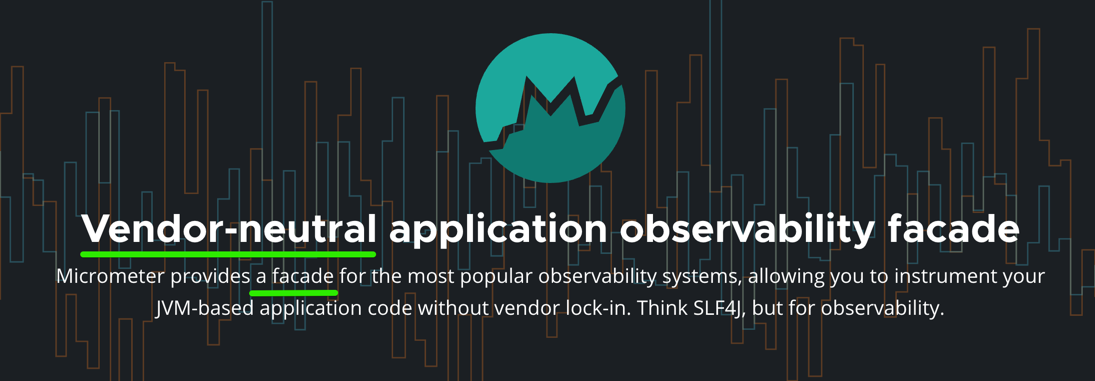 Vendor-neutral application observability facade
Micrometer provides a facade for the most popular observability systems, allowing you to instrument your
JVM-based application code without vendor lock-in. Think SLF4J, but for observability.